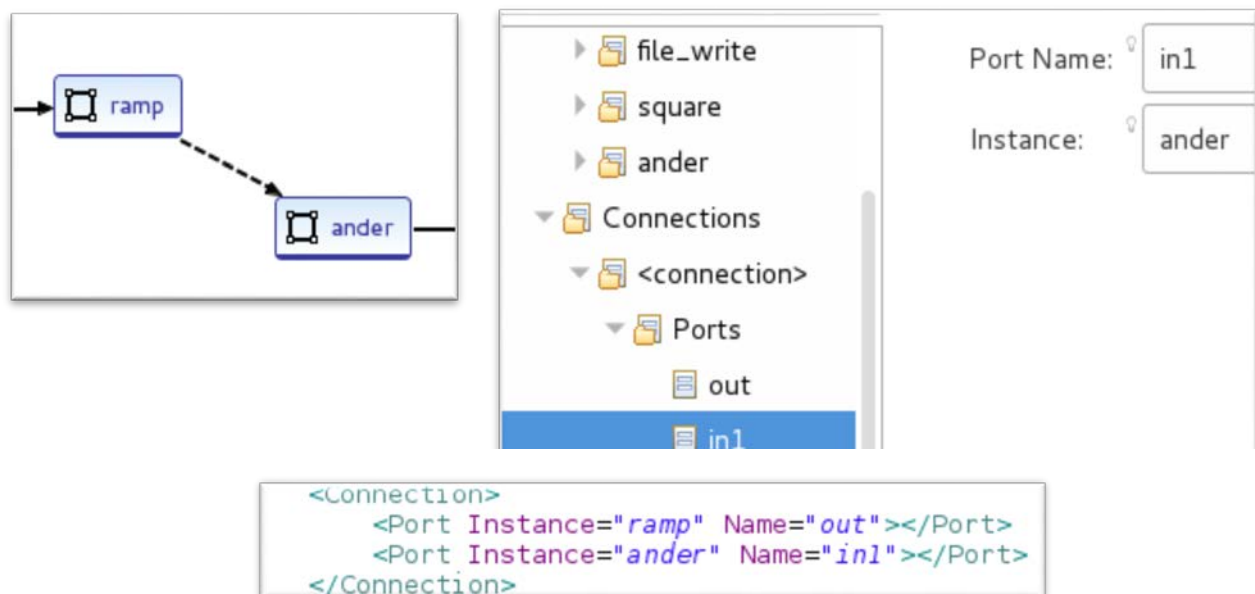 ramp
ander
file_write
square
ander
Connections
<connection>
Ports
out
in1
Port Name: in1
Instance: ander
<Connection>
<Port Instance="ramp" Name="out"></Port>
<Port Instance="ander" Name="in1"></Port>
</Connection>